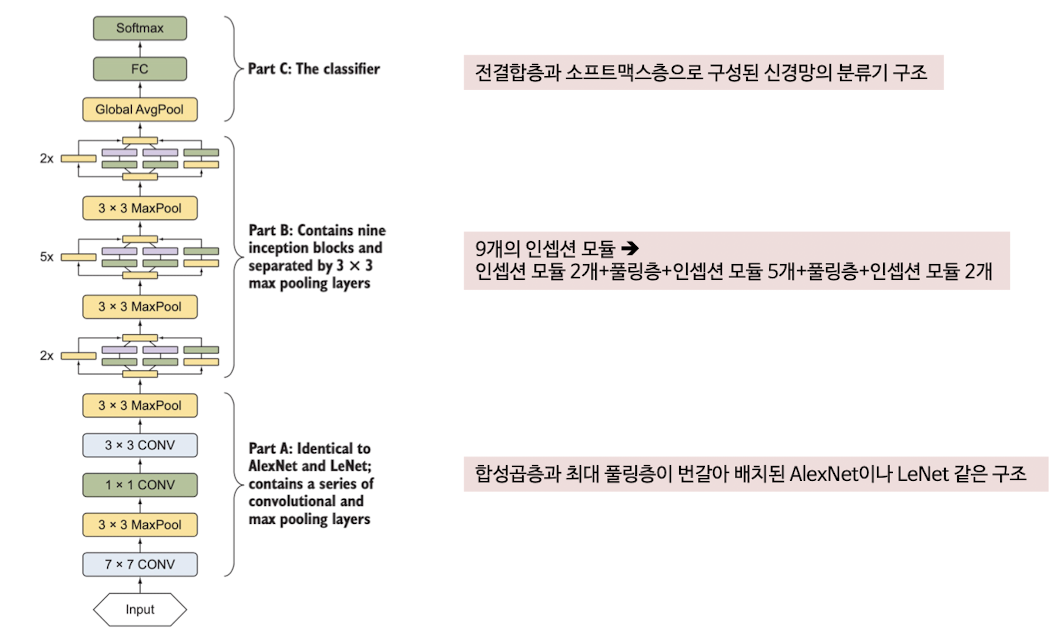 Softmax
FC
Global AvgPool
Part C: The classifier
전결합층과 소프트맥스층으로 구성된 신경망의 분류기 구조
2x
3 × 3 MaxPool
5x
3 × 3 MaxPool
2x
Part B: Contains nine
inception blocks and
separated by 3 × 3
max pooling layers
9개의 인셉션 모듈 ➔
인셉션 모듈 2개+풀링층+인셉션 모듈 5개+풀링층+인셉션 모듈 2개
3 × 3 MaxPool
3 × 3 CONV
1 × 1 CONV
3 × 3 MaxPool
7 × 7 CONV
Input
Part A: Identical to
AlexNet and LeNet;
contains a series of
convolutional and
max pooling layers
합성곱층과 최대 풀링층이 번갈아 배치된 AlexNet이나 LeNet 같은 구조